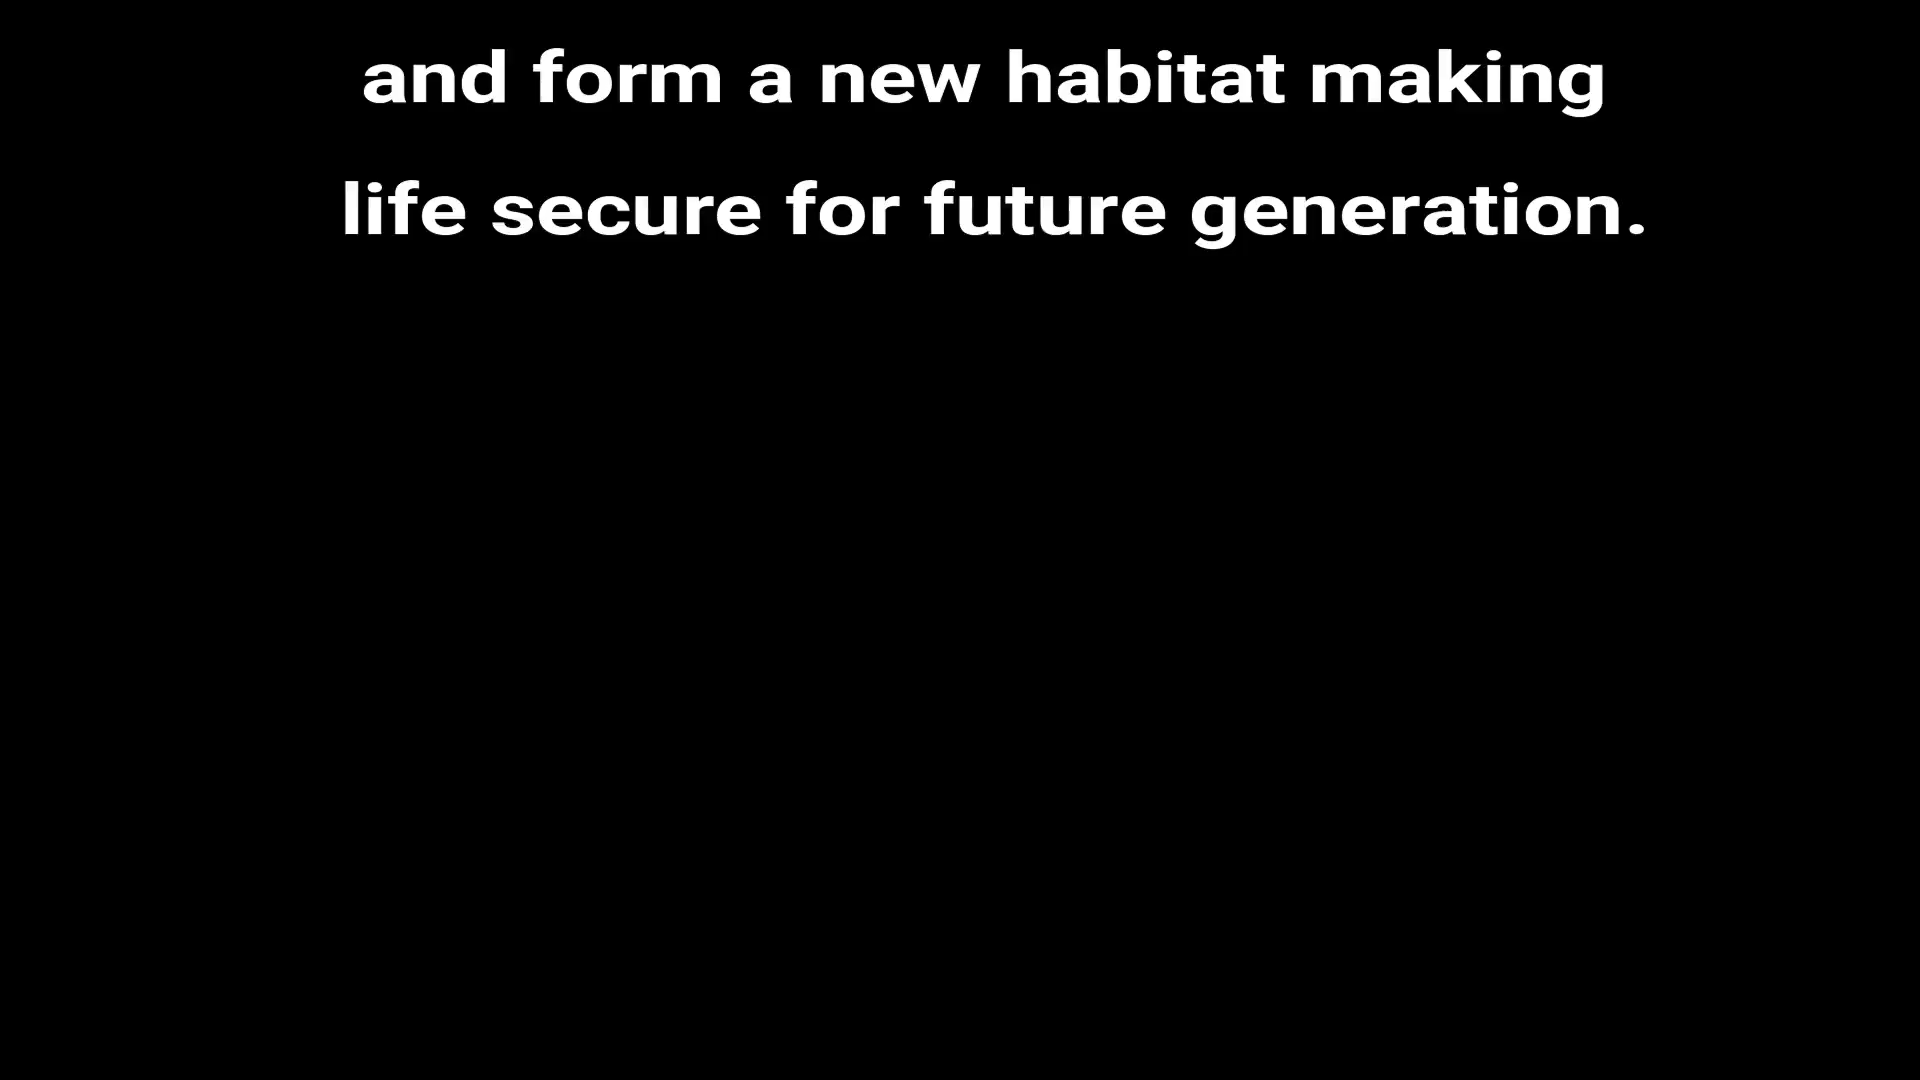 and form a new habitat making
life secure for future generation.